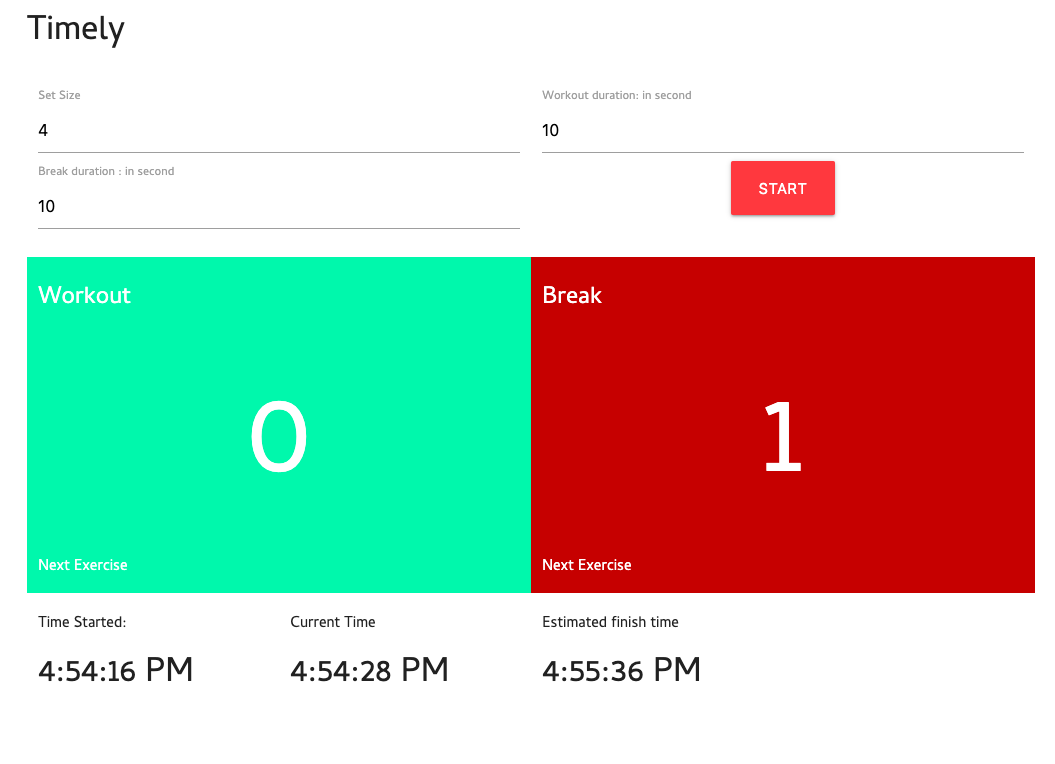 Timely
Set Size
Workout duration: in second
4
10
Break duration : in second
10
START
Workout
Break
0
1
Next Exercise
Next Exercise
Time Started:
Current Time
Estimated finish time
4:54:16 PM
4:54:28 PM
4:55:36 PM